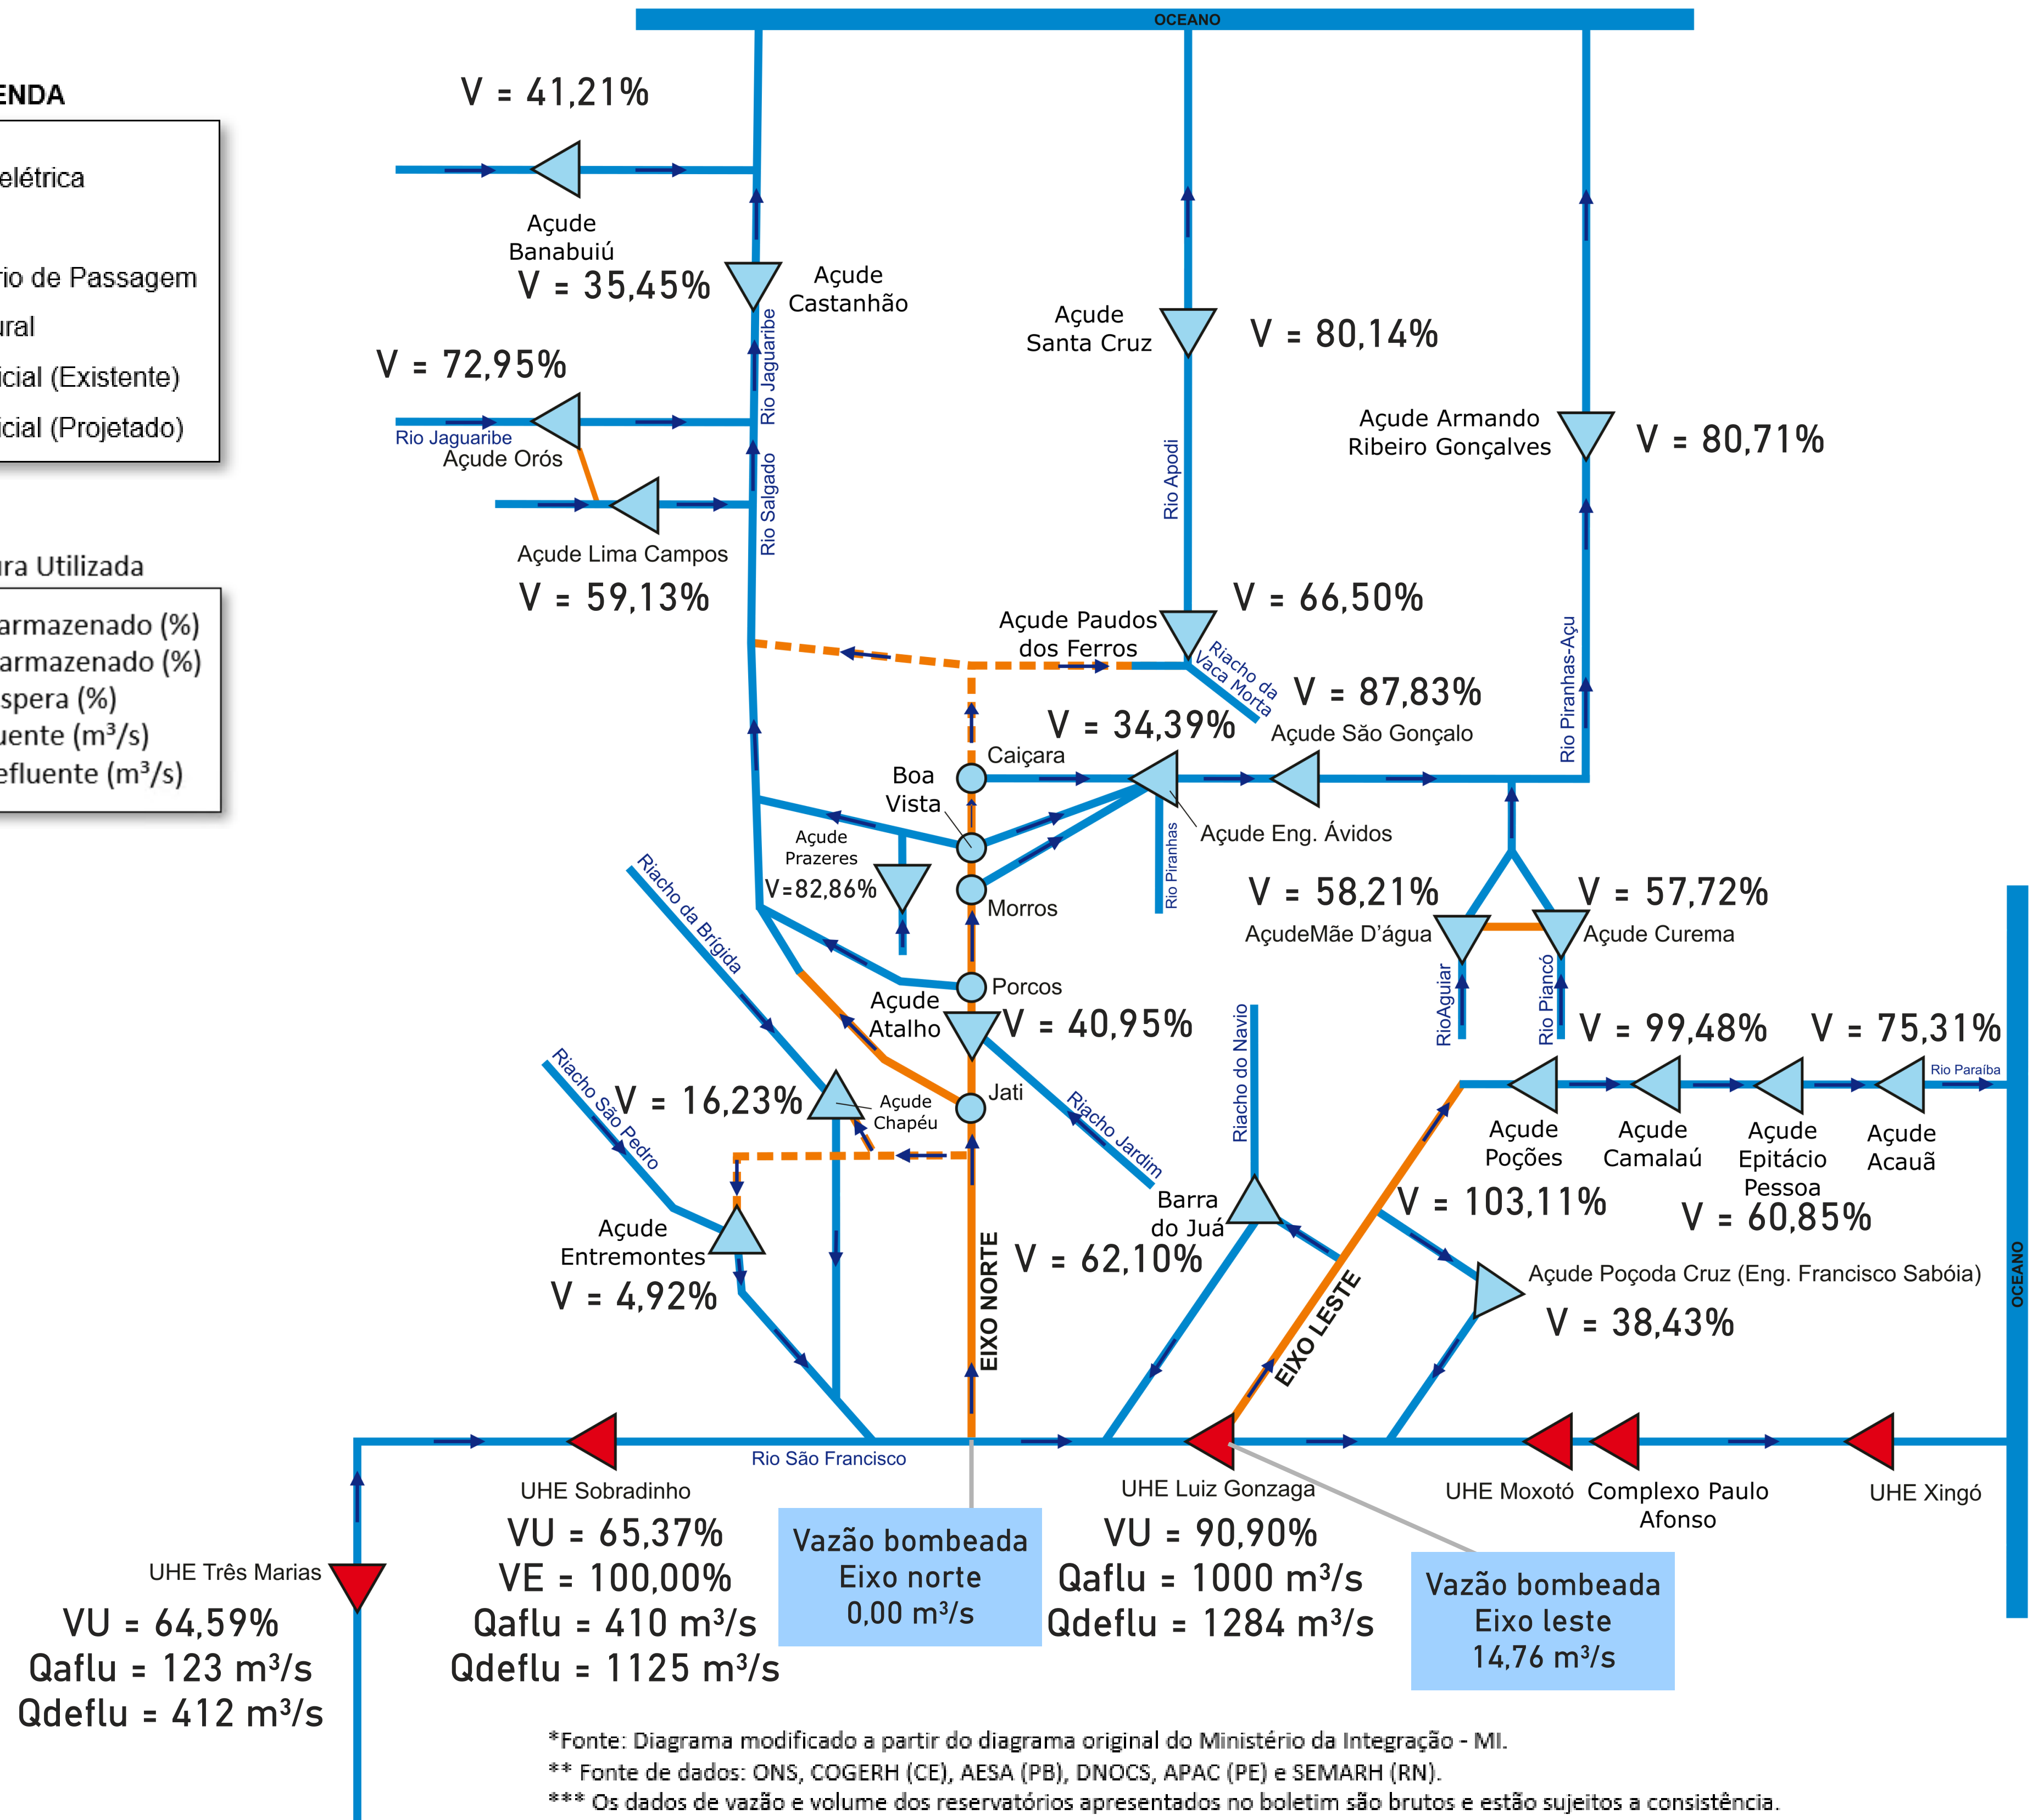 OCEANO
ENDA
elétrica
rio de Passagem
ural
icial (Existente)
icial (Projetado)
ura Utilizada
armazenado (%)
armazenado (%)
spera (%)
uente (m³/s)
efluente (m³/s)
V = 41,21%
Açude
Banabuiú
V = 35,45%
Açude
Castanhão
Rio Jaguaribe
V = 72,95%
Rio Jaguaribe
Açude Orós
Rio Salgado
Açude Lima Campos
V = 59,13%
Açude
Santa Cruz
V = 80,14%
Rio Apodi
Açude Armando
Ribeiro Gonçalves
V = 80,71%
Rio Piranhas-Açu
Açude Paudos
dos Ferros
V = 66,50%
Riacho da
Vaca Morta
V = 87,83%
Açude São Gonçalo
V = 34,39%
Caiçara
Boa
Vista
Açude Eng. Ávidos
Rio Piranhas
Açude
Prazeres
V=82,86%
Morros
Riacho da Brígida
V = 58,21%
AçudeMãe D'água
V = 57,72%
Açude Curema
RioAguiar
Rio Piancó
Porcos
Açude
Atalho
V = 40,95%
Jati
Riacho São Pedro
V = 16,23%
Açude
Chapéu
Riacho Jardim
Riacho do Navio
V = 99,48%
V = 75,31%
Rio Paraíba
Açude
Poções
Açude
Camalaú
Açude
Epitácio
Pessoa
Açude
Acauã
V = 103,11%
V = 60,85%
Barra
do Juá
V = 62,10%
Açude
Entremontes
V = 4,92%
EIXO NORTE
EIXO LESTE
Açude Poçoda Cruz (Eng. Francisco Sabóia)
V = 38,43%
OCEANO
Rio São Francisco
UHE Sobradinho
VU = 65,37%
VE = 100,00%
Qaflu = 410 m³/s
Qdeflu = 1125 m³/s
Vazão bombeada
Eixo norte
0,00 m³/s
UHE Luiz Gonzaga
VU = 90,90%
Qaflu = 1000 m³/s
Qdeflu = 1284 m³/s
Vazão bombeada
Eixo leste
14,76 m³/s
UHE Moxotó
Complexo Paulo
Afonso
UHE Xingó
UHE Três Marias
VU = 64,59%
Qaflu = 123 m³/s
Qdeflu = 412 m³/s
*Fonte: Diagrama modificado a partir do diagrama original do Ministério da Integração - MI.
** Fonte de dados: ONS, COGERH (CE), AESA (PB), DNOCS, APAC (PE) e SEMARH (RN).
*** Os dados de vazão e volume dos reservatórios apresentados no boletim são brutos e estão sujeitos a consistência.